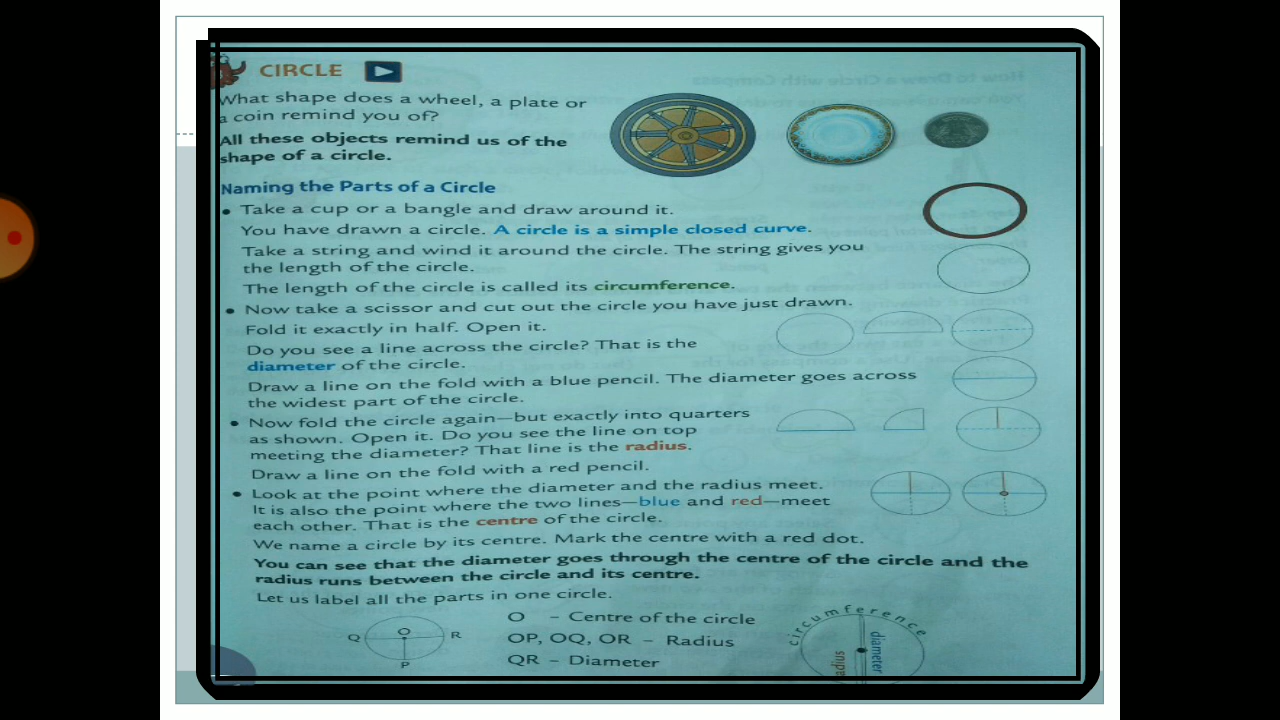 CIRCLE
What shape does a wheel, a plate or
a coin remind you of?
All these objects remind us of the
shape of a circle.
Naming the Parts of a Circle
• Take a cup or a bangle and draw around it.
You have drawn a circle. A circle is a simple closed curve.
Take a string and wind it around the circle. The string gives you
the length of the circle.
The length of the circle is called its circumference.
• Now take a scissor and cut out the circle you have just drawn.
Fold it exactly in half. Open it.
Do you see a line across the circle? That is the
diameter of the circle.
Draw a line on the fold with a blue pencil. The diameter goes across
the widest part of the circle.
• Now fold the circle again—but exactly into quarters
as shown. Open it. Do you see the line on top
meeting the diameter? That line is the radius.
Draw a line on the fold with a red pencil.
• Look at the point where the diameter and the radius meet.
It is also the point where the two lines—blue and red—meet
each other. That is the centre of the circle.
We name a circle by its centre. Mark the centre with a red dot.
You can see that the diameter goes through the centre of the circle and the
radius runs between the circle and its centre.
Let us label all the parts in one circle.
Q O R
P
O – Centre of the circle
OP, OQ, OR – Radius
QR – Diameter
circumference
diameter